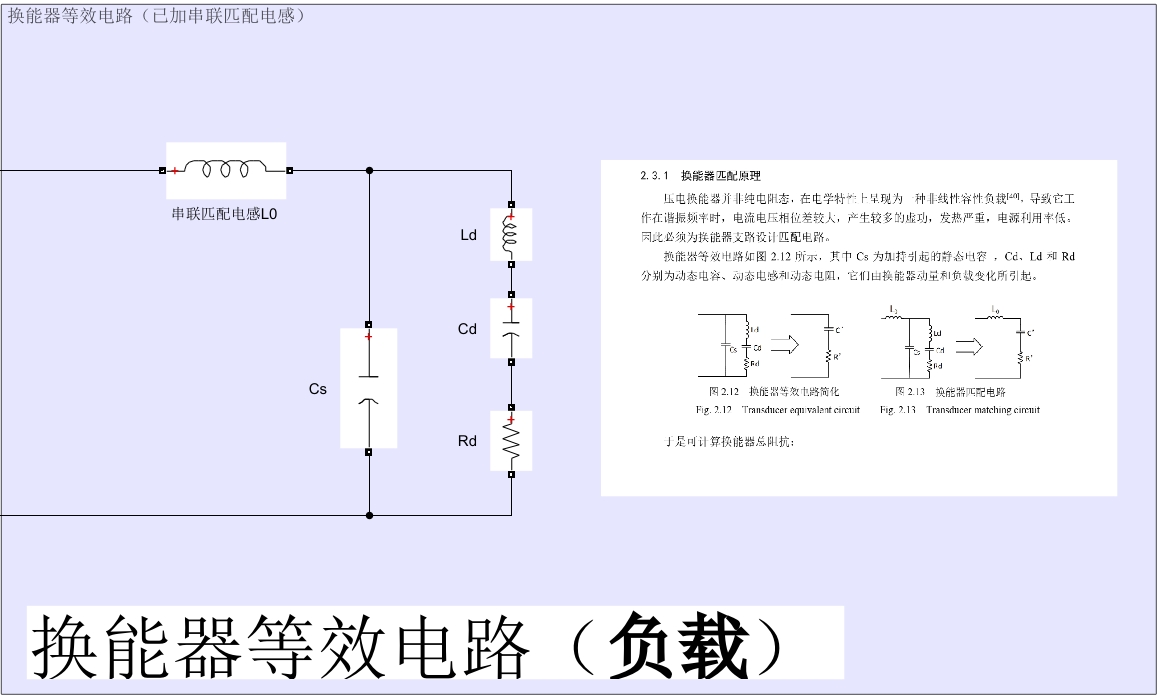 换能器等效电路（已加串联匹配电感）
串联匹配电感L0
Ld
Cd
Cs
Rd
2.3.1 换能器匹配原理
压电换能器并非纯电阻态，在电学特性上呈现为一种非线性容性负载[40]，导致它工
作在谐振频率时，电流电压相位差较大，产生较多的虚功，发热严重，电源利用率低。
因此必须为换能器支路设计匹配电路。
换能器等效电路如图 2.12 所示，其中 Cs 为加持引起的静态电容 ，Cd、Ld 和 Rd
分别为动态电容、动态电感和动态电阻，它们由换能器动量和负载变化所引起。
Cs
Ld
Cd
Rd
C'
R'
Cs
Ld
Cd
Rd
L0
C'
R'
图 2.12 换能器等效电路简化
Fig. 2.12 Transducer equivalent circuit
图 2.13 换能器匹配电路
Fig. 2.13 Transducer matching circuit
于是可计算换能器总阻抗：
换能器等效电路（负载）